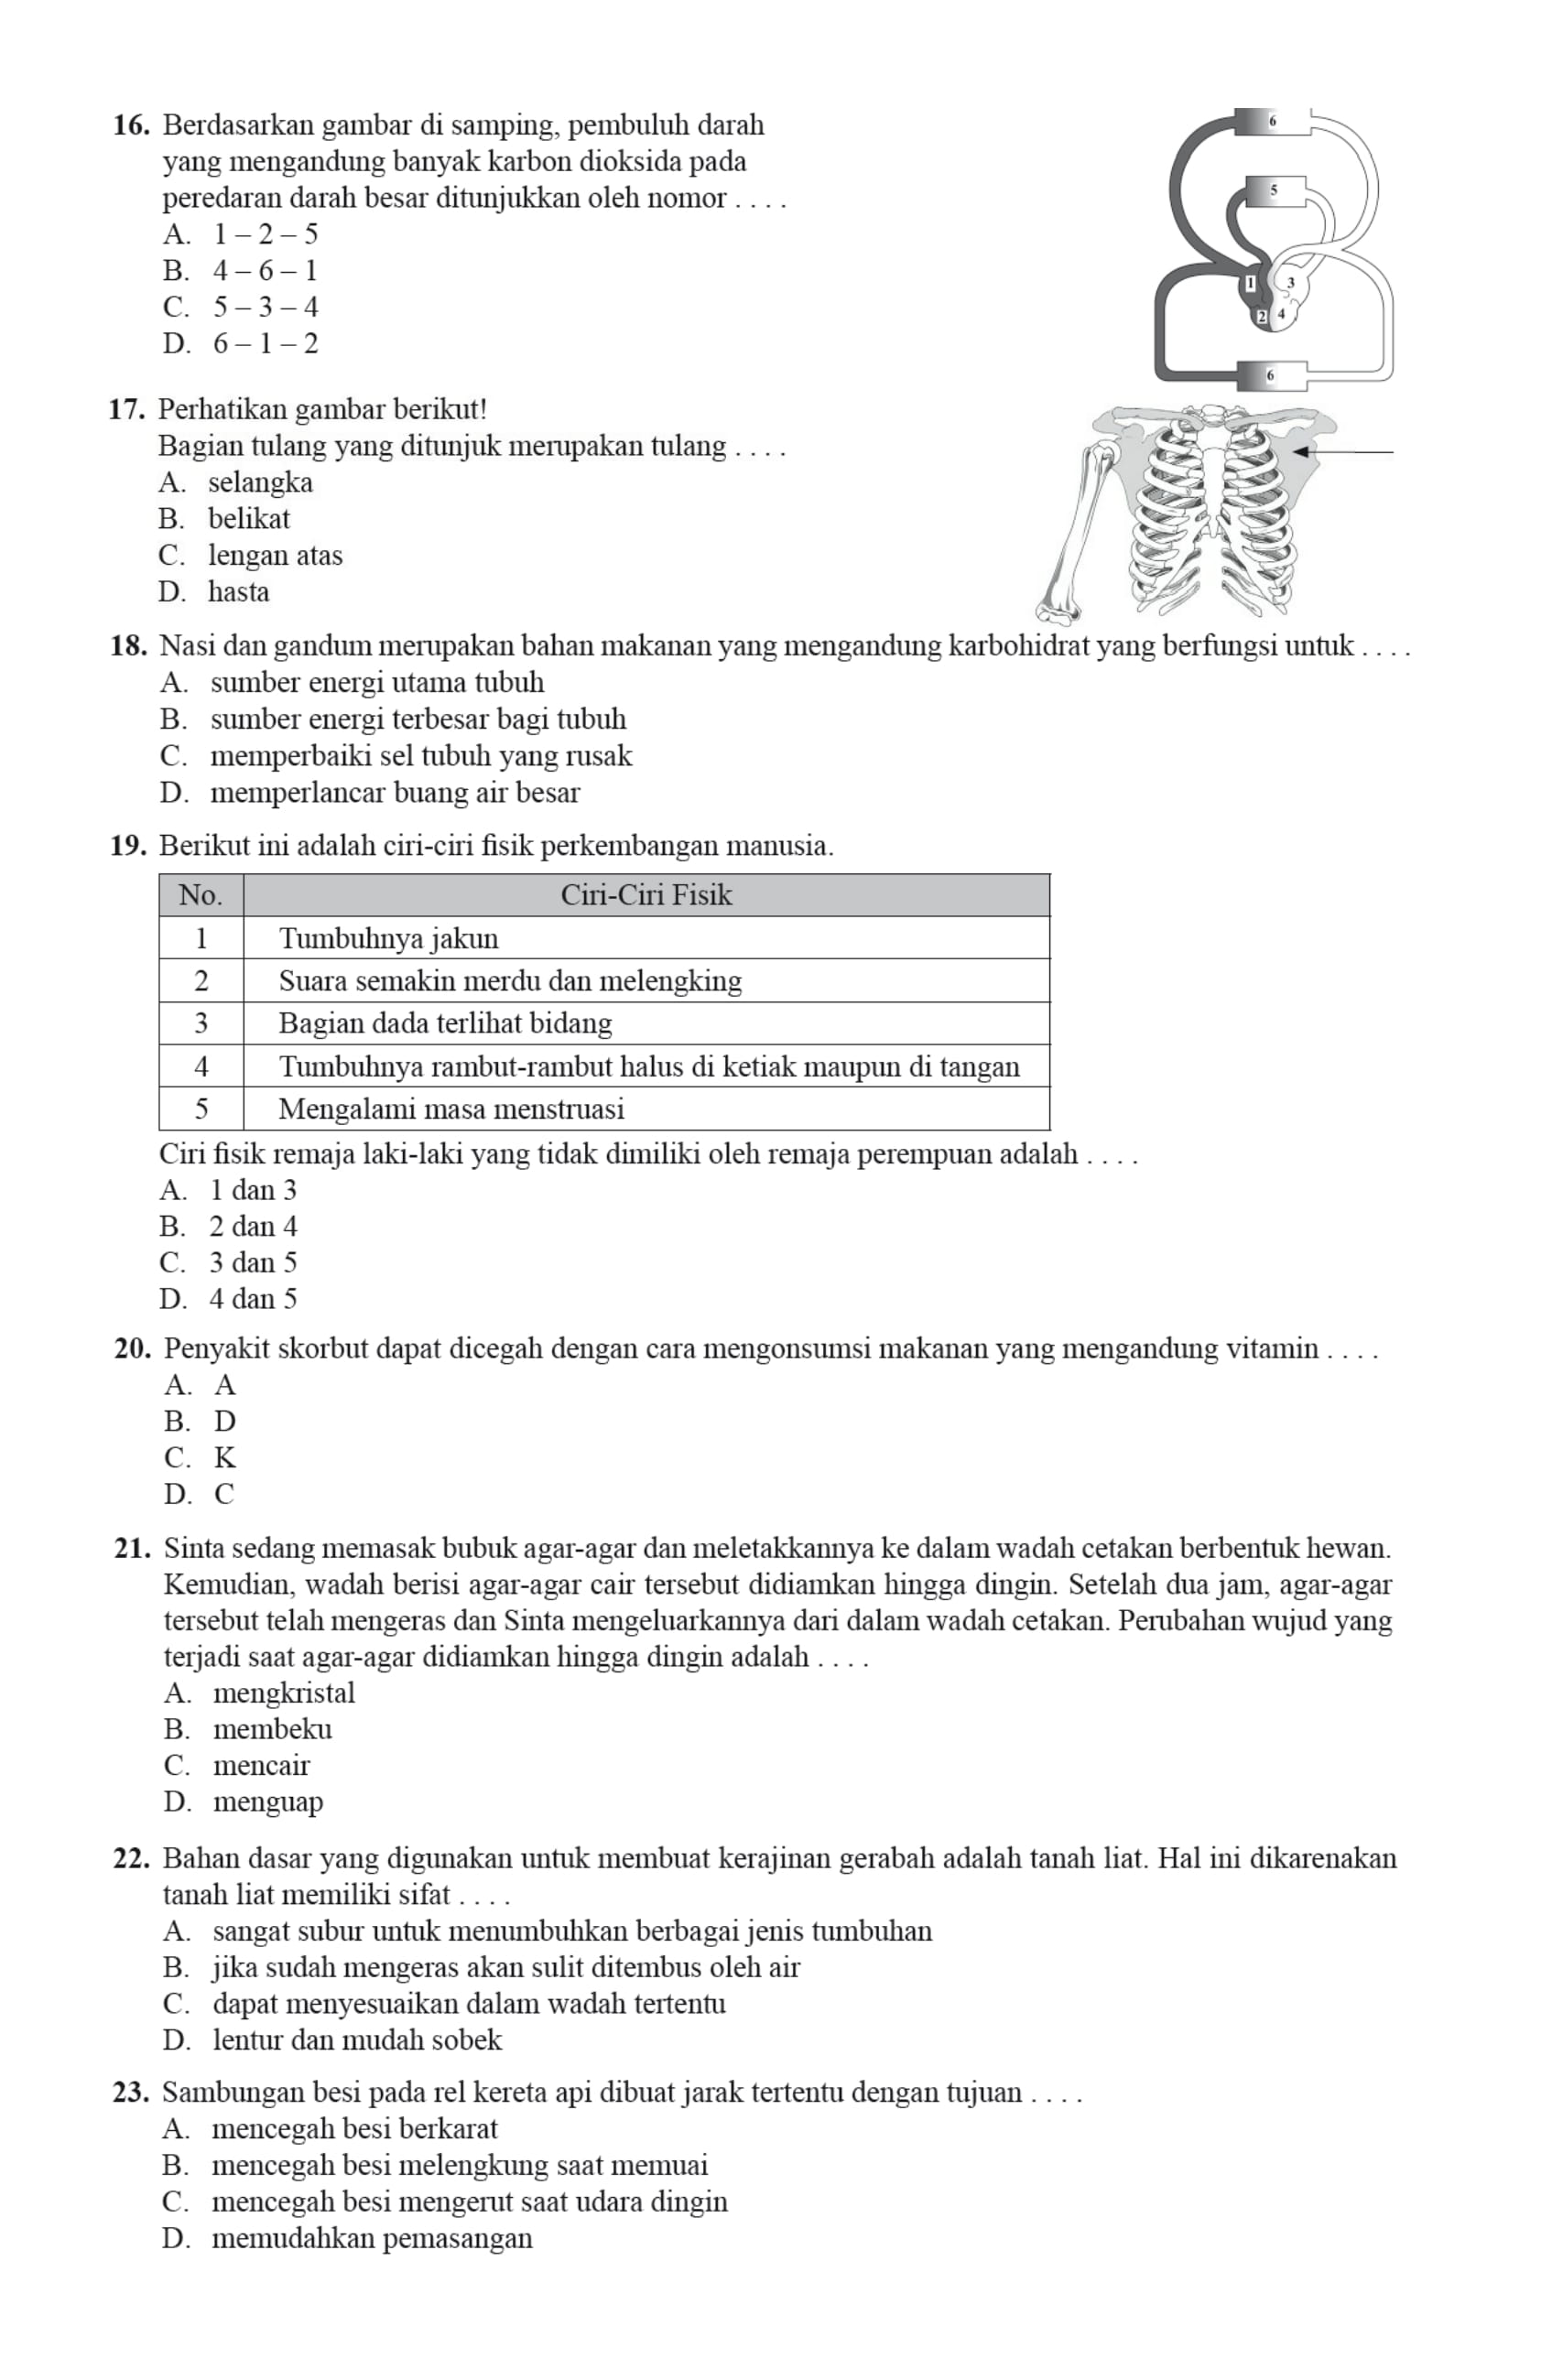 16. Berdasarkan gambar di samping, pembuluh darah
yang mengandung banyak karbon dioksida pada
peredaran darah besar ditunjukkan oleh nomor . . . .
A. 1 – 2 – 5
B. 4 – 6 – 1
C. 5 – 3 – 4
D. 6 – 1 – 2
6
5
1
3
2
4
6
17. Perhatikan gambar berikut!
Bagian tulang yang ditunjuk merupakan tulang . . . .
A. selangka
B. belikat
C. lengan atas
D. hasta
18. Nasi dan gandum merupakan bahan makanan yang mengandung karbohidrat yang berfungsi untuk . . . .
A. sumber energi utama tubuh
B. sumber energi terbesar bagi tubuh
C. memperbaiki sel tubuh yang rusak
D. memperlancar buang air besar
19. Berikut ini adalah ciri-ciri fisik perkembangan manusia.
No. Ciri-Ciri Fisik
1 Tumbuhnya jakun
2 Suara semakin merdu dan melengking
3 Bagian dada terlihat bidang
4 Tumbuhnya rambut-rambut halus di ketiak maupun di tangan
5 Mengalami masa menstruasi
Ciri fisik remaja laki-laki yang tidak dimiliki oleh remaja perempuan adalah . . . .
A. 1 dan 3
B. 2 dan 4
C. 3 dan 5
D. 4 dan 5
20. Penyakit skorbut dapat dicegah dengan cara mengonsumsi makanan yang mengandung vitamin . . . .
A. A
B. D
C. K
D. C
21. Sinta sedang memasak bubuk agar-agar dan meletakkannya ke dalam wadah cetakan berbentuk hewan.
Kemudian, wadah berisi agar-agar cair tersebut didiamkan hingga dingin. Setelah dua jam, agar-agar
tersebut telah mengeras dan Sinta mengeluarkannya dari dalam wadah cetakan. Perubahan wujud yang
terjadi saat agar-agar didiamkan hingga dingin adalah . . . .
A. mengkristal
B. membeku
C. mencair
D. menguap
22. Bahan dasar yang digunakan untuk membuat kerajinan gerabah adalah tanah liat. Hal ini dikarenakan
tanah liat memiliki sifat . . . .
A. sangat subur untuk menumbuhkan berbagai jenis tumbuhan
B. jika sudah mengeras akan sulit ditembus oleh air
C. dapat menyesuaikan dalam wadah tertentu
D. lentur dan mudah sobek
23. Sambungan besi pada rel kereta api dibuat jarak tertentu dengan tujuan . . . .
A. mencegah besi berkarat
B. mencegah besi melengkung saat memuai
C. mencegah besi mengerut saat udara dingin
D. memudahkan pemasangan